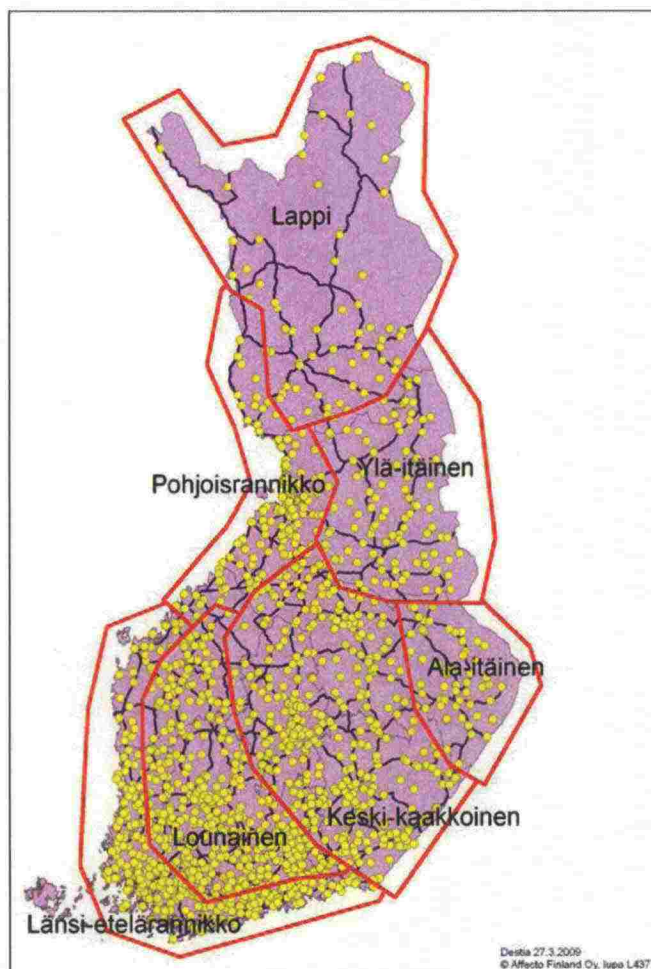 Lappi
Ylä-itäinen
Pohjoisrannikko
Ala-itäinen
Keski-kaakkoinen
Lounainen
Länsi-etelärannikko
Destia 27.3.2009
© Affecto Finland Oy, lupa L437